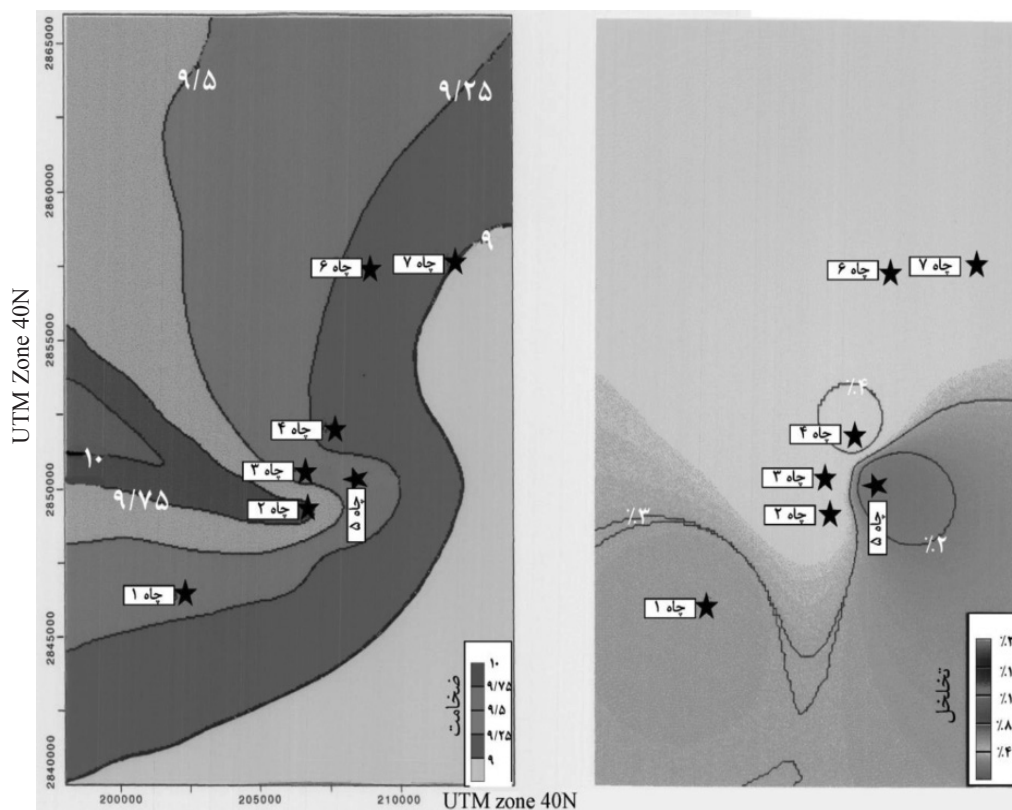 UTM Zone 40N
2865000
2860000
2855000
2850000
2845000
2840000
200000
205000
210000
UTM zone 40N
۹/۵
۹/۲۵
۹
۱۰
۹/۷۵
چاه ۶
چاه ۷
چاه ۴
چاه ۳
چاه ۲
چاه ۵
چاه ۱
ضخامت
۱۰
۹/۷۵
۹/۵
۹/۲۵
۹
چاه ۶
چاه ۷
٪۴
چاه ۴
چاه ۳
چاه ۲
چاه ۵
٪۳
٪۲
چاه ۱
تخلخل